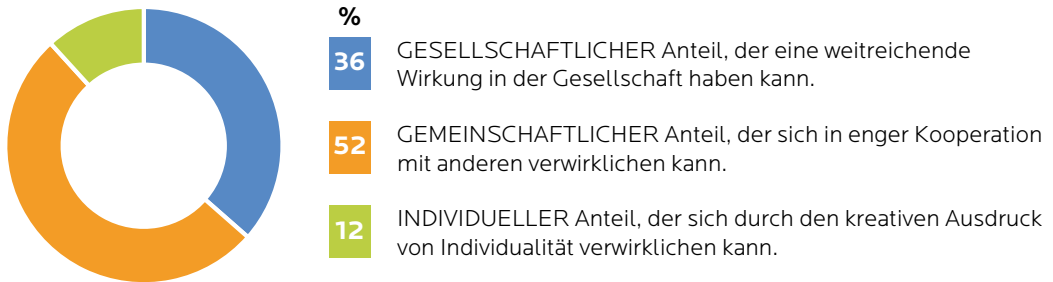 %
36 GESELLSCHAFTLICHER Anteil, der eine weitreichende
Wirkung in der Gesellschaft haben kann.
52 GEMEINSCHAFTLICHER Anteil, der sich in enger Kooperation
mit anderen verwirklichen kann.
12 INDIVIDUELLER Anteil, der sich durch den kreativen Ausdruck
von Individualität verwirklichen kann.